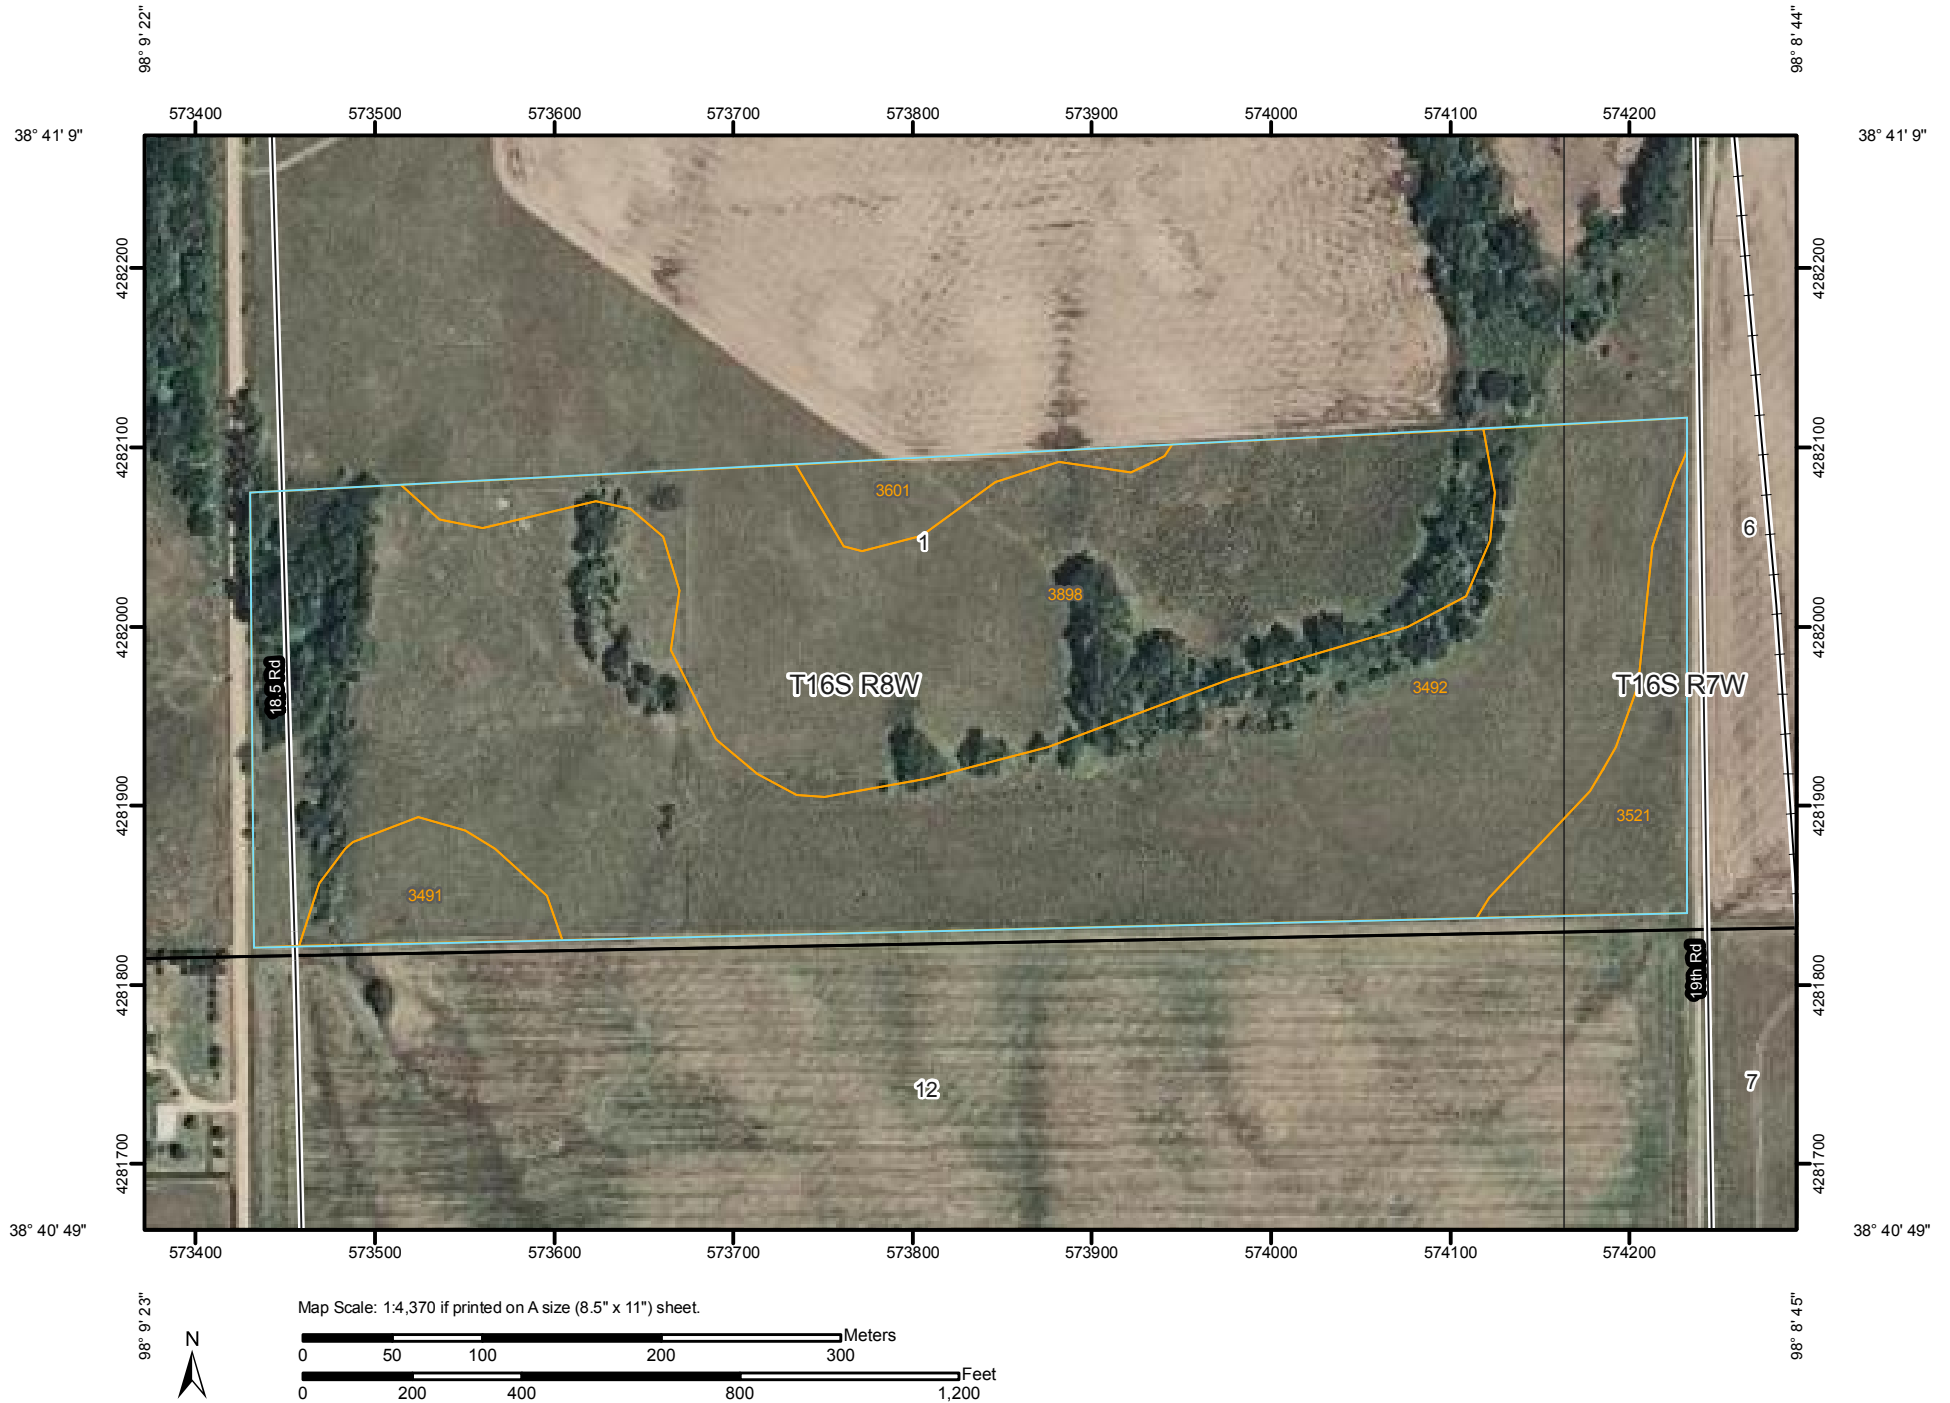 98° 9' 22"
98° 8' 44"
573400 573500 573600 573700 573800 573900 574000 574100 574200
38° 41' 9"
38° 41' 9"
4282200
4282200
4282100
4282100
3601
1
6
4282000
4282000
3898
18.5 Rd
T16S R8W
3492
T16S R7W
4281900
4281900
3521
3491
19th Rd
4281800
4281800
12
7
4281700
4281700
38° 40' 49"
38° 40' 49"
573400 573500 573600 573700 573800 573900 574000 574100 574200
98° 9' 23"
98° 8' 45"
Map Scale: 1:4,370 if printed on A size (8.5" x 11") sheet.
N
Meters
0 50 100 200 300
Feet
0 200 400 800 1,200